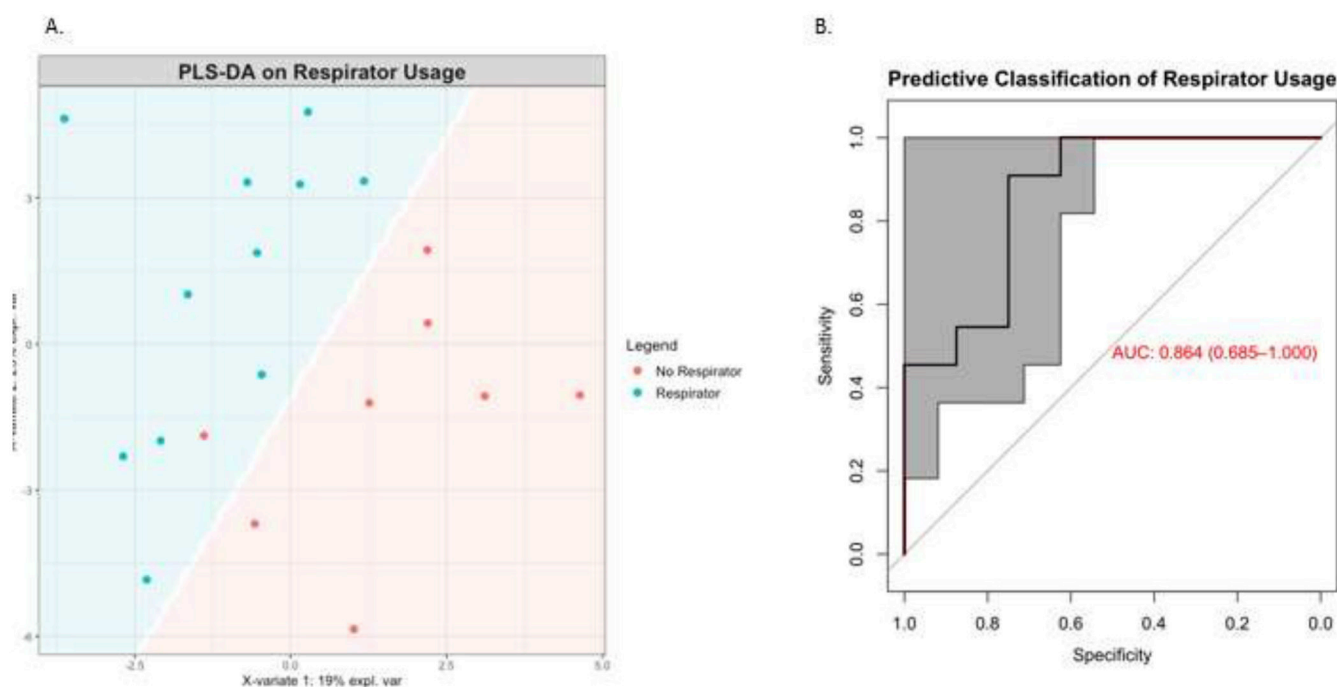 A.
B.
PLS-DA on Respirator Usage
3
0
-3
-6
-2.5
0.0
2.5
5.0
X-variate 1: 19% expl. var
Legend
No Respirator
Respirator
Predictive Classification of Respirator Usage
1.0
0.8
0.6
0.4
0.2
0.0
Sensitivity
AUC: 0.864 (0.685–1.000)
1.0
0.8
0.6
0.4
0.2
0.0
Specificity